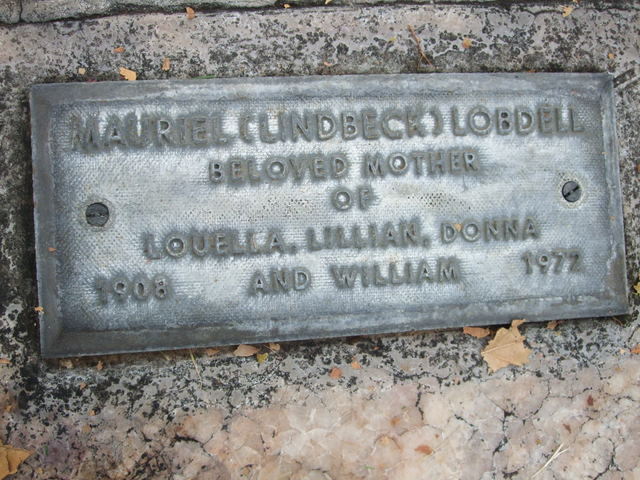 MAURIEL (LINDBECK) LOBDELL
BELOVED MOTHER
OF
LOUELLA, LILLIAN, DONNA
1908 AND WILLIAM 1972